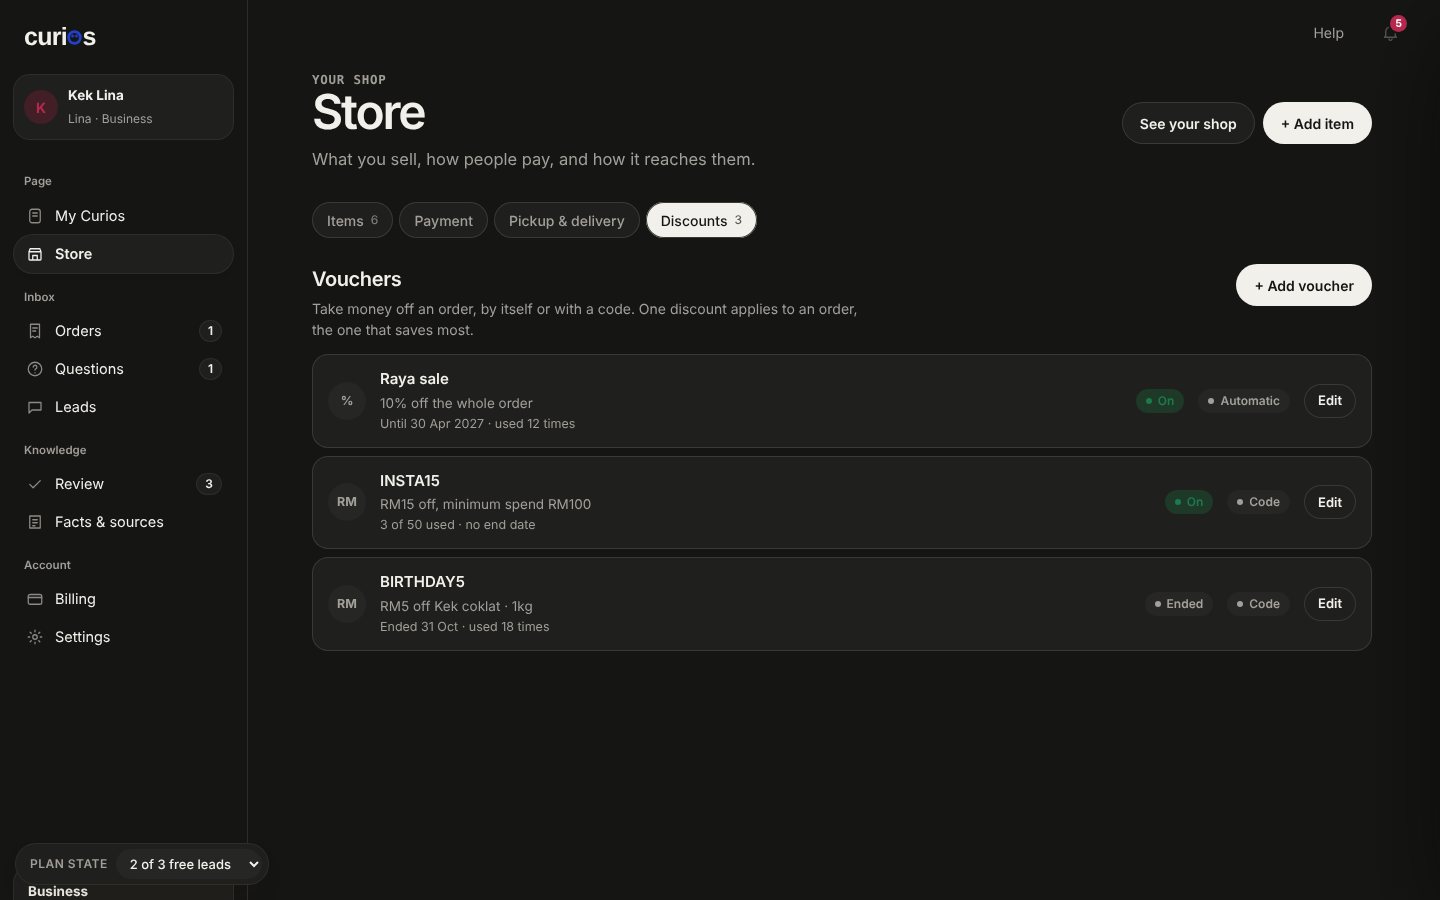 curios
Help
5
K
Kek Lina
Lina · Business
Page
My Curios
Store
Inbox
Orders 1
Questions 1
Leads
Knowledge
Review 3
Facts & sources
Account
Billing
Settings
PLAN STATE 2 of 3 free leads
Business
YOUR SHOP
Store
What you sell, how people pay, and how it reaches them.
See your shop
+ Add item
Items 6
Payment
Pickup & delivery
Discounts 3
Vouchers
Take money off an order, by itself or with a code. One discount applies to an order,
the one that saves most.
+ Add voucher
%
Raya sale
10% off the whole order
Until 30 Apr 2027 · used 12 times
On
Automatic
Edit
RM
INSTA15
RM15 off, minimum spend RM100
3 of 50 used · no end date
On
Code
Edit
RM
BIRTHDAY5
RM5 off Kek coklat · 1kg
Ended 31 Oct · used 18 times
Ended
Code
Edit